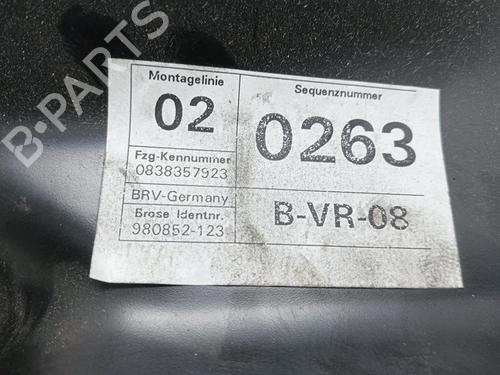 B-PARTS
Montagelinie
02
Fzg-Kennummer
0838357923
BRV-Germany
Brose Identnr.
980852-123
Sequenznummer
0263
B-VR-08